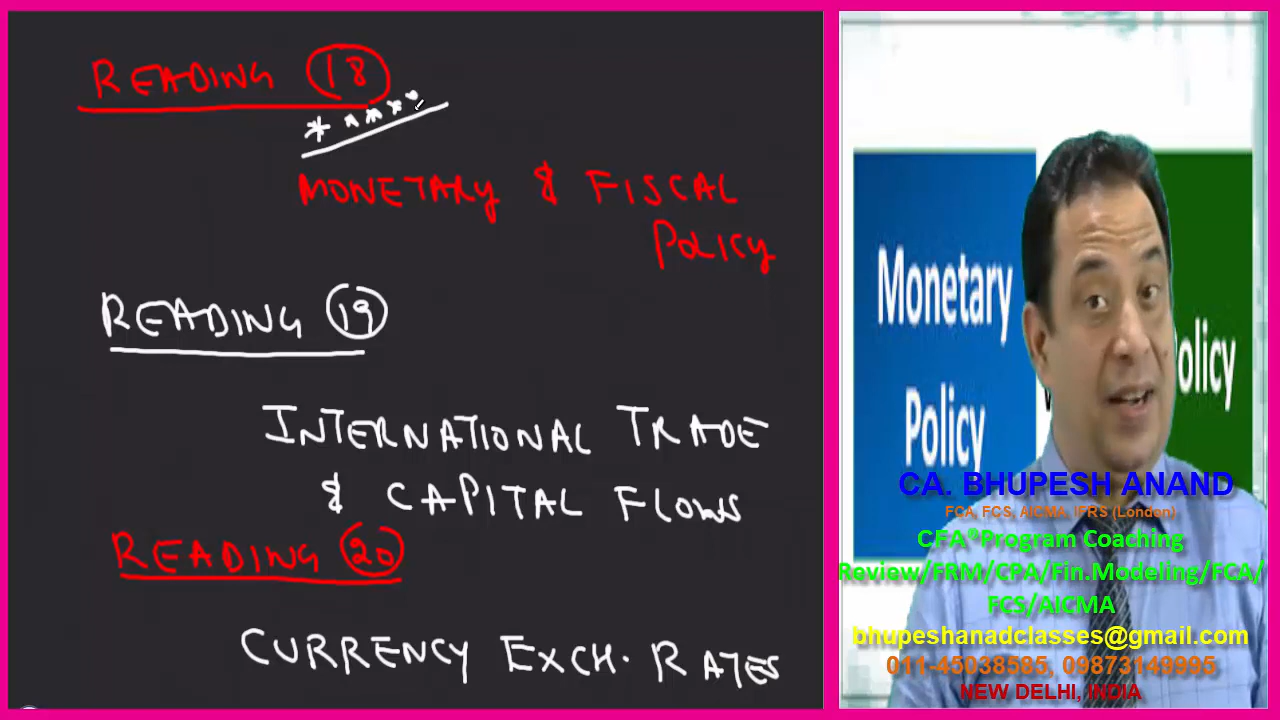 READING 18
* * * * *
MONETARY & FISCAL
POLICY
READING 19
INTERNATIONAL TRADE
& CAPITAL FLOWS
READING 20
CURRENCY EXCH. RATES
Monetary
Policy
Policy
CA. BHUPESH ANAND
FCA, FCS, AICMA, IFRS (London)
CFA®Program Coaching
Review/FRM/CPA/Fin.Modeling/FCA/
FCS/AICMA
bhupeshanadclasses@gmail.com
011-45038585, 09873149995
NEW DELHI, INDIA